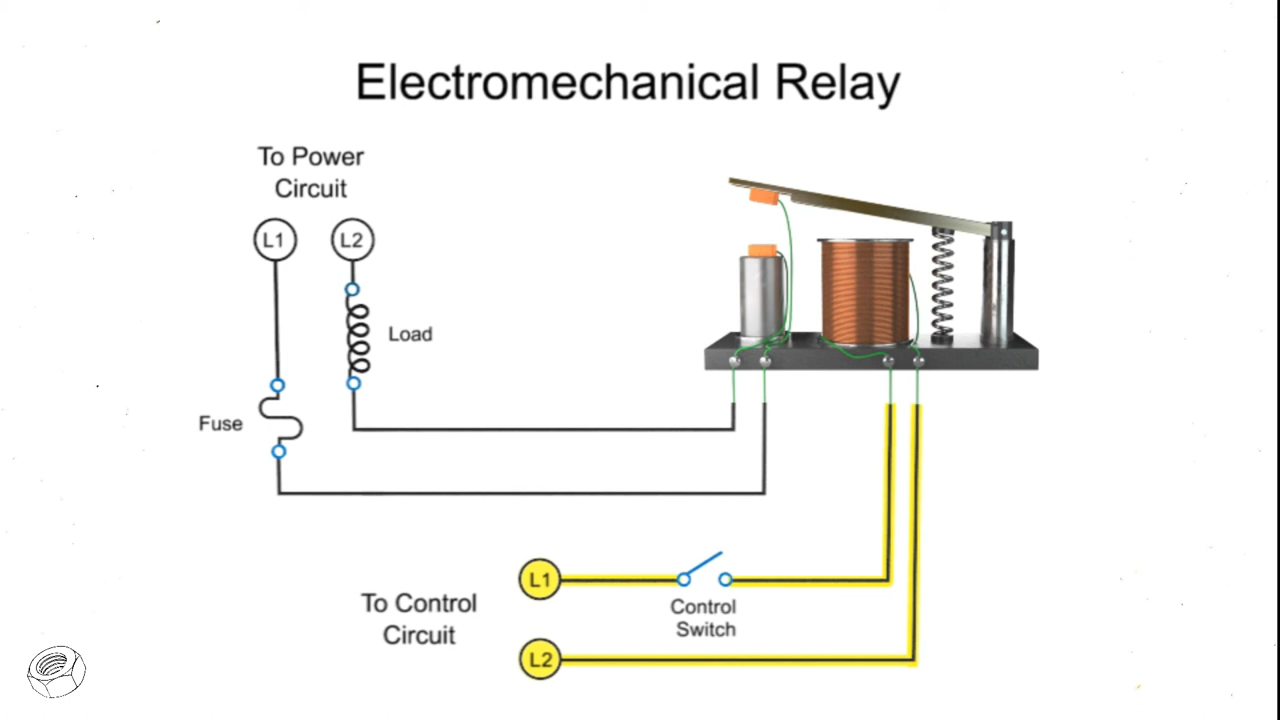 Electromechanical Relay
To Power
Circuit
L1
L2
Load
Fuse
L1
To Control
Circuit
Control
Switch
L2